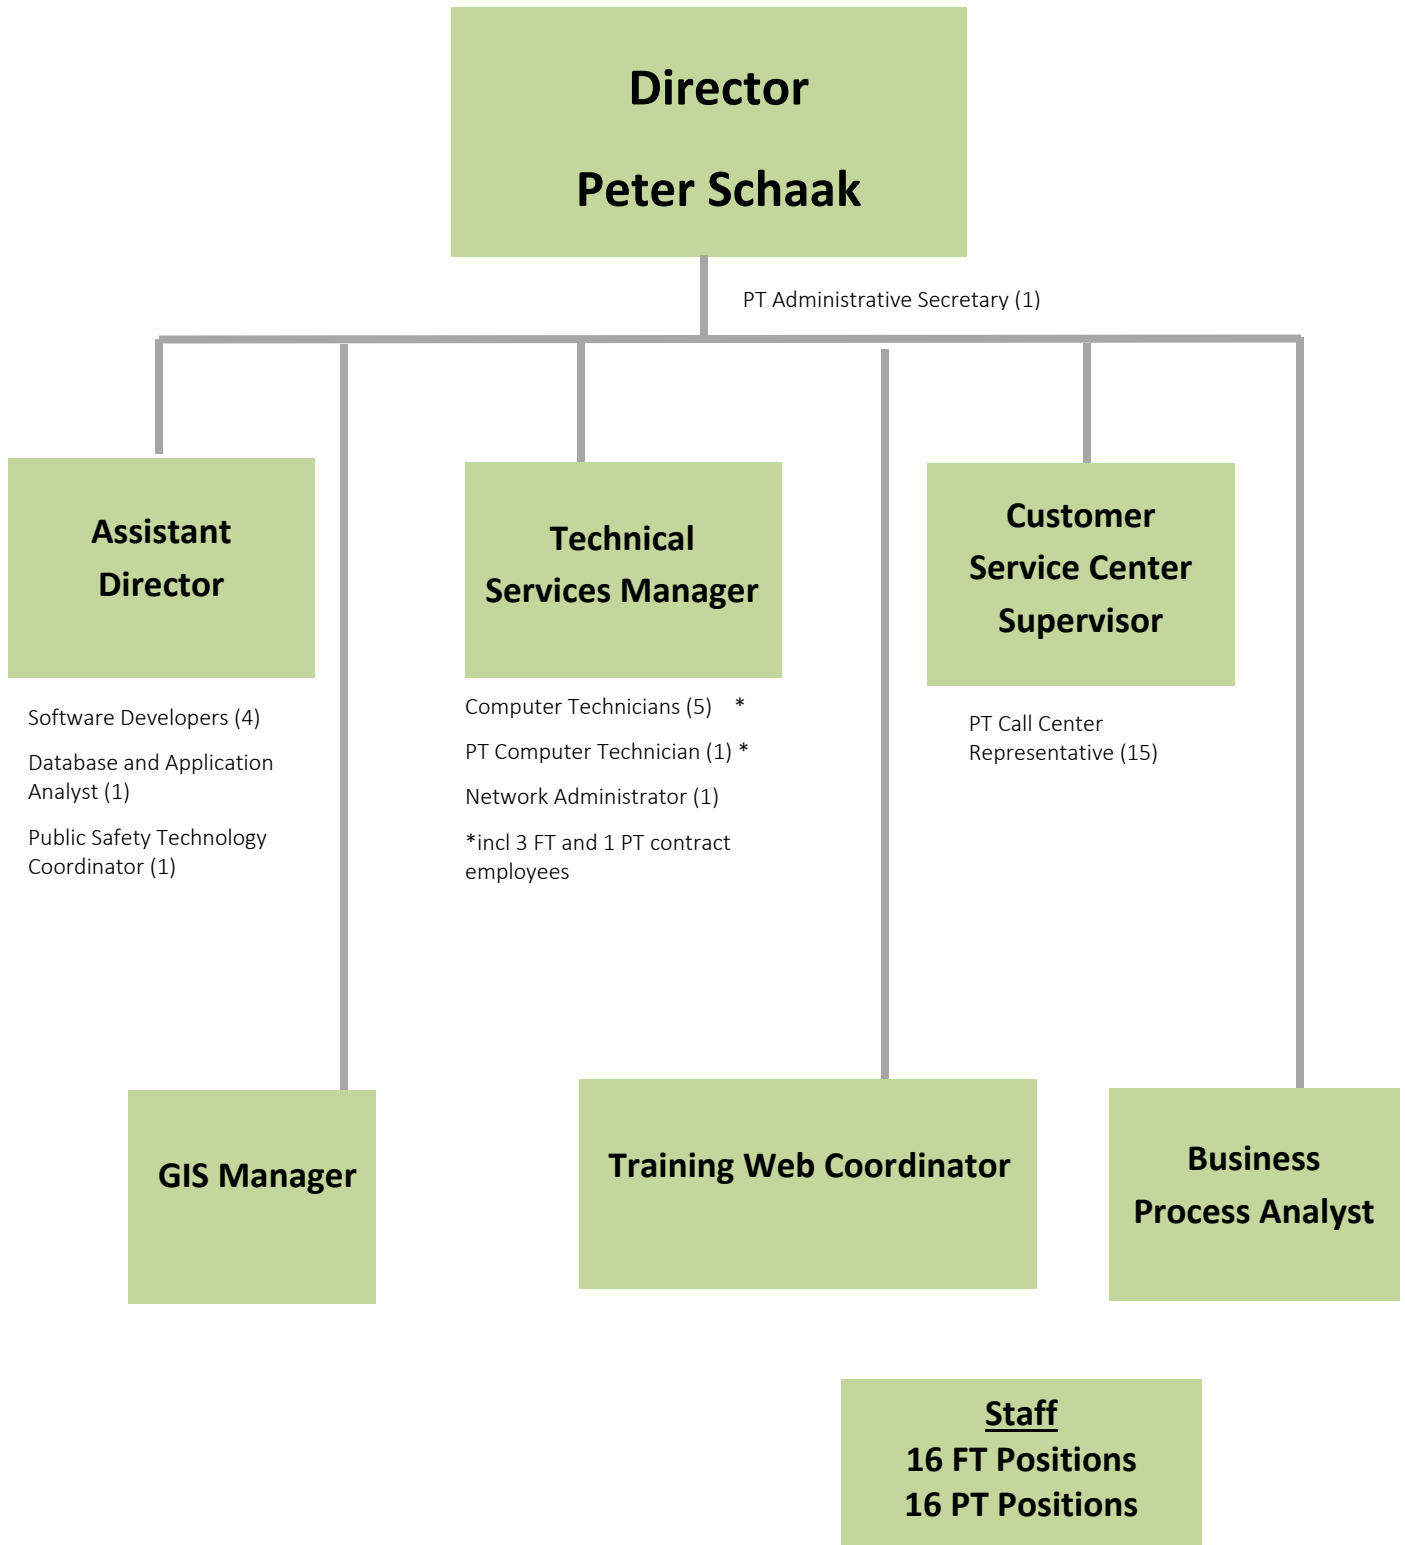 Director
Peter Schaak
PT Administrative Secretary (1)
Assistant
Director
Technical
Services Manager
Customer
Service Center
Supervisor
Software Developers (4)
Database and Application
Analyst (1)
Public Safety Technology
Coordinator (1)
Computer Technicians (5) *
PT Computer Technician (1) *
Network Administrator (1)
*incl 3 FT and 1 PT contract
employees
PT Call Center
Representative (15)
GIS Manager
Training Web Coordinator
Business
Process Analyst
Staff
16 FT Positions
16 PT Positions